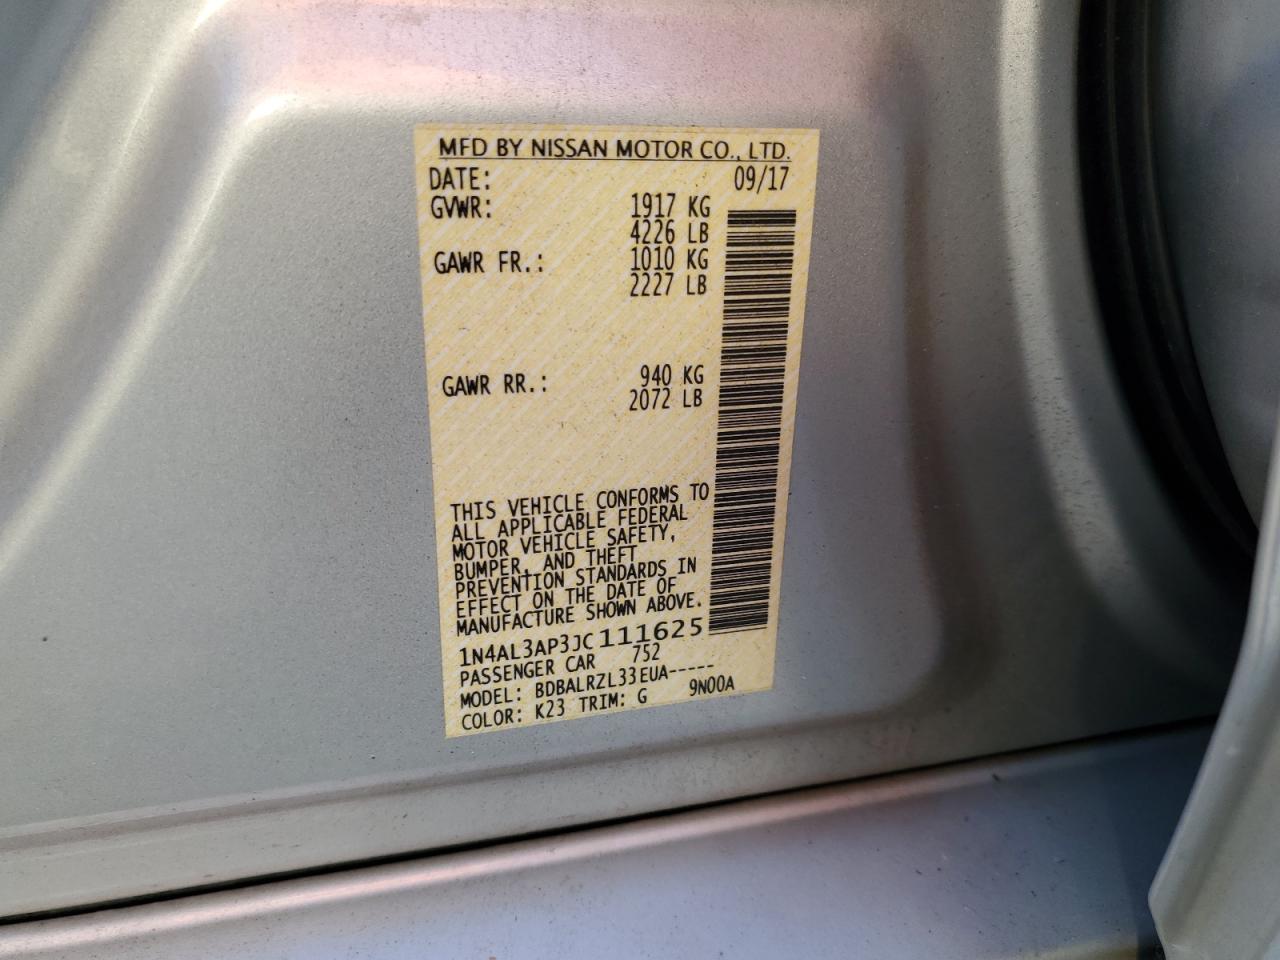 MFD BY NISSAN MOTOR CO., LTD.
DATE: 09/17
GVWR: 1917 KG
4226 LB
GAWR FR.: 1010 KG
2227 LB
GAWR RR.: 940 KG
2072 LB
THIS VEHICLE CONFORMS TO
ALL APPLICABLE FEDERAL
MOTOR VEHICLE SAFETY,
BUMPER, AND THEFT
PREVENTION STANDARDS IN
EFFECT ON THE DATE OF
MANUFACTURE SHOWN ABOVE.
1N4AL3AP3JC111625
PASSENGER CAR 752
MODEL: BDBALRZL33EUA-----
COLOR: K23 TRIM: G 9N00A